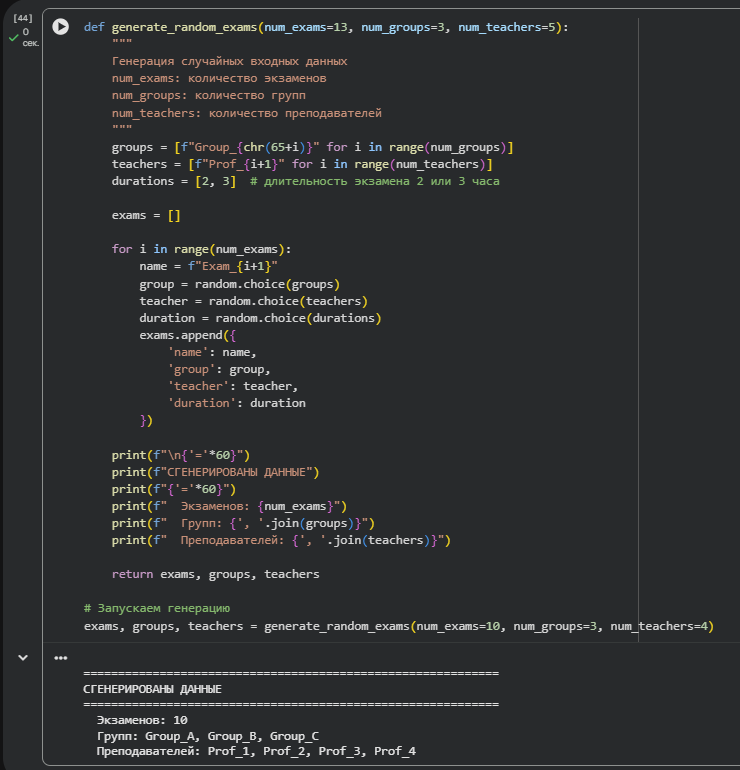 [44]
0
сек.
def generate_random_exams(num_exams=13, num_groups=3, num_teachers=5):
    """
    Генерация случайных входных данных
    num_exams: количество экзаменов
    num_groups: количество групп
    num_teachers: количество преподавателей
    """
    groups = [f"Group_{chr(65+i)}" for i in range(num_groups)]
    teachers = [f"Prof_{i+1}" for i in range(num_teachers)]
    durations = [2, 3]  # длительность экзамена 2 или 3 часа
    exams = []
    for i in range(num_exams):
        name = f"Exam_{i+1}"
        group = random.choice(groups)
        teacher = random.choice(teachers)
        duration = random.choice(durations)
        exams.append({
            'name': name,
            'group': group,
            'teacher': teacher,
            'duration': duration
        })
    print(f"\n{'='*60}")
    print(f"СГЕНЕРИРОВАНЫ ДАННЫЕ")
    print(f"{'='*60}")
    print(f"  Экзаменов: {num_exams}")
    print(f"  Групп: {', '.join(groups)}")
    print(f"  Преподавателей: {', '.join(teachers)}")
    return exams, groups, teachers
# Запускаем генерацию
exams, groups, teachers = generate_random_exams(num_exams=10, num_groups=3, num_teachers=4)
============================================================
СГЕНЕРИРОВАНЫ ДАННЫЕ
============================================================
  Экзаменов: 10
  Групп: Group_A, Group_B, Group_C
  Преподавателей: Prof_1, Prof_2, Prof_3, Prof_4